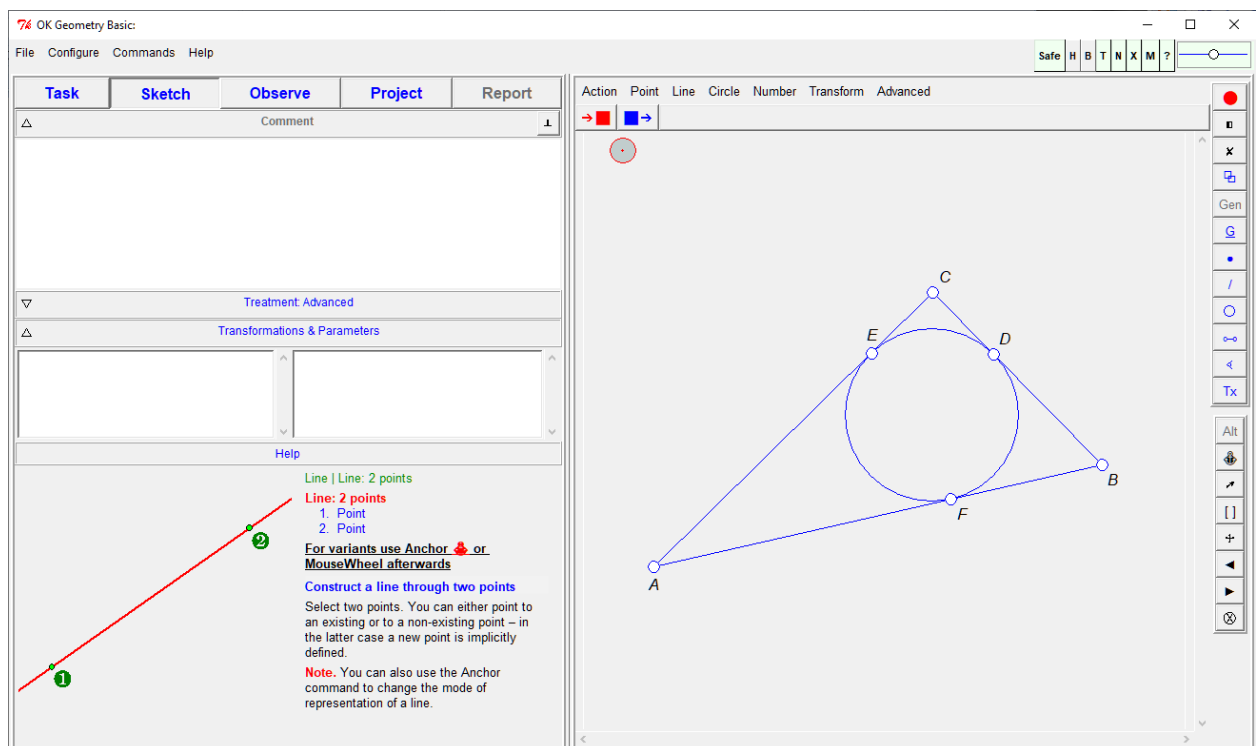 OK Geometry Basic:
File Configure Commands Help
Safe H B T N X M ?
Task Sketch Observe Project Report
Comment
Treatment: Advanced
Transformations & Parameters
Help
Line | Line: 2 points
Line: 2 points
1. Point
2. Point
For variants use Anchor or
MouseWheel afterwards
Construct a line through two points
Select two points. You can either point to
an existing or to a non-existing point – in
the latter case a new point is implicitly
defined.
Note. You can also use the Anchor
command to change the mode of
representation of a line.
1
2
Action Point Line Circle Number Transform Advanced
C
E
D
B
F
A
Gen
G
Tx
Alt
[ ]